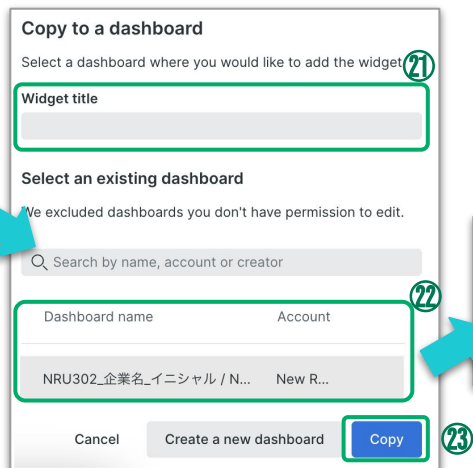 Copy to a dashboard
Select a dashboard where you would like to add the widget
㉑
Widget title
Select an existing dashboard
We excluded dashboards you don't have permission to edit.
Search by name, account or creator
㉒
Dashboard name Account
NRU302_企業名_イニシャル / N... New R...
Cancel Create a new dashboard Copy ㉓